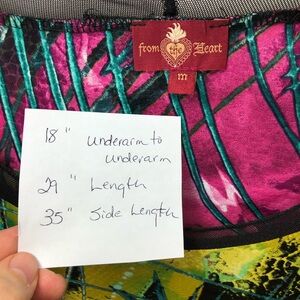 from Heart
m
18" underarm to
underarm
29" Length
35" Side Length